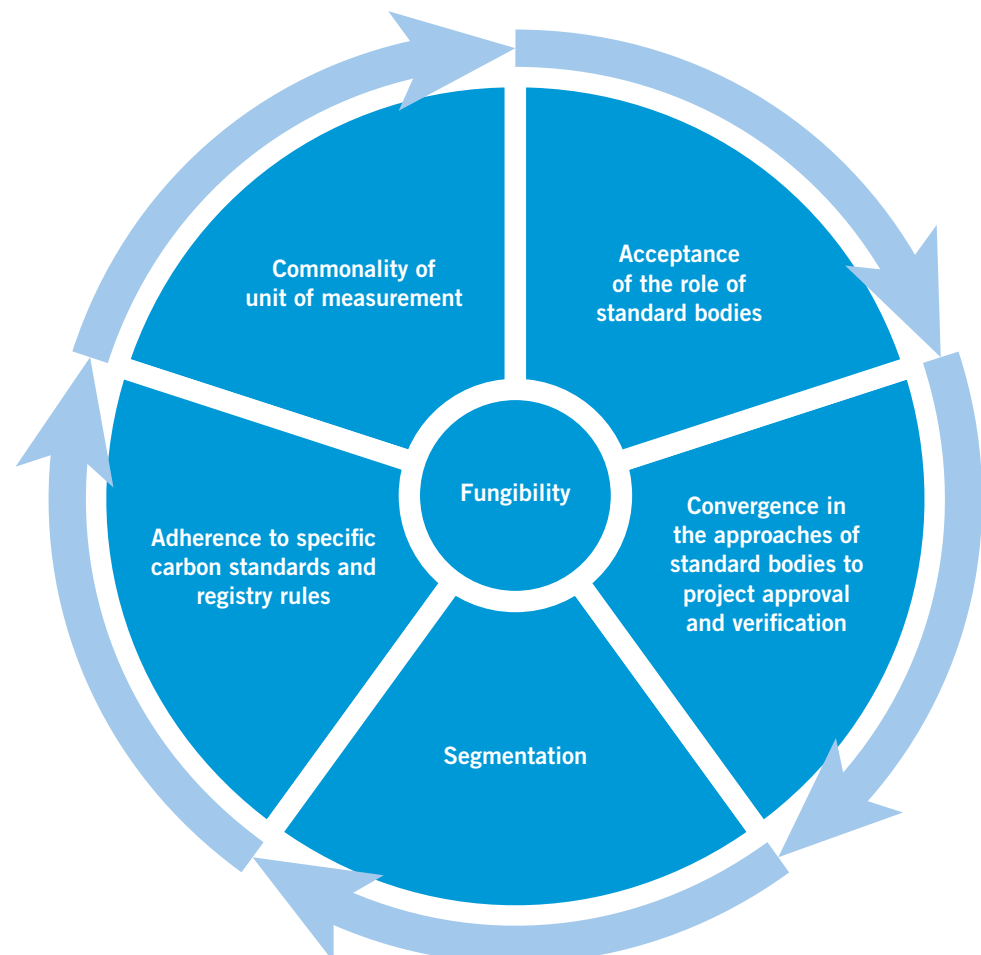 Commonality of
unit of measurement
Acceptance
of the role of
standard bodies
Fungibility
Convergence in
the approaches of
standard bodies to
project approval
and verification
Adherence to specific
carbon standards and
registry rules
Segmentation